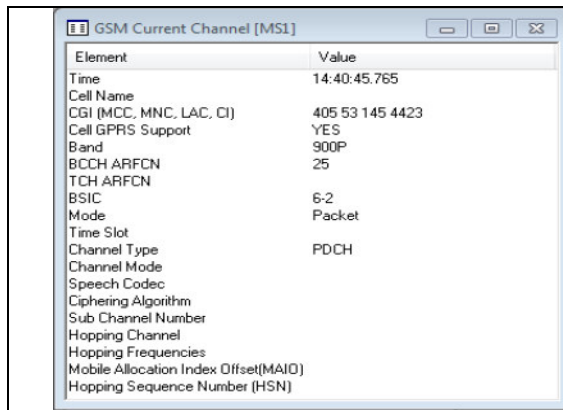 GSM Current Channel [MS1]
Element Value
Time 14:40:45.765
Cell Name
CGI (MCC, MNC, LAC, CI) 405 53 145 4423
Cell GPRS Support YES
Band 900P
BCCH ARFCN 25
TCH ARFCN
BSIC 6-2
Mode Packet
Time Slot
Channel Type PDCH
Channel Mode
Speech Codec
Ciphering Algorithm
Sub Channel Number
Hopping Channel
Hopping Frequencies
Mobile Allocation Index Offset(MAIO)
Hopping Sequence Number (HSN)